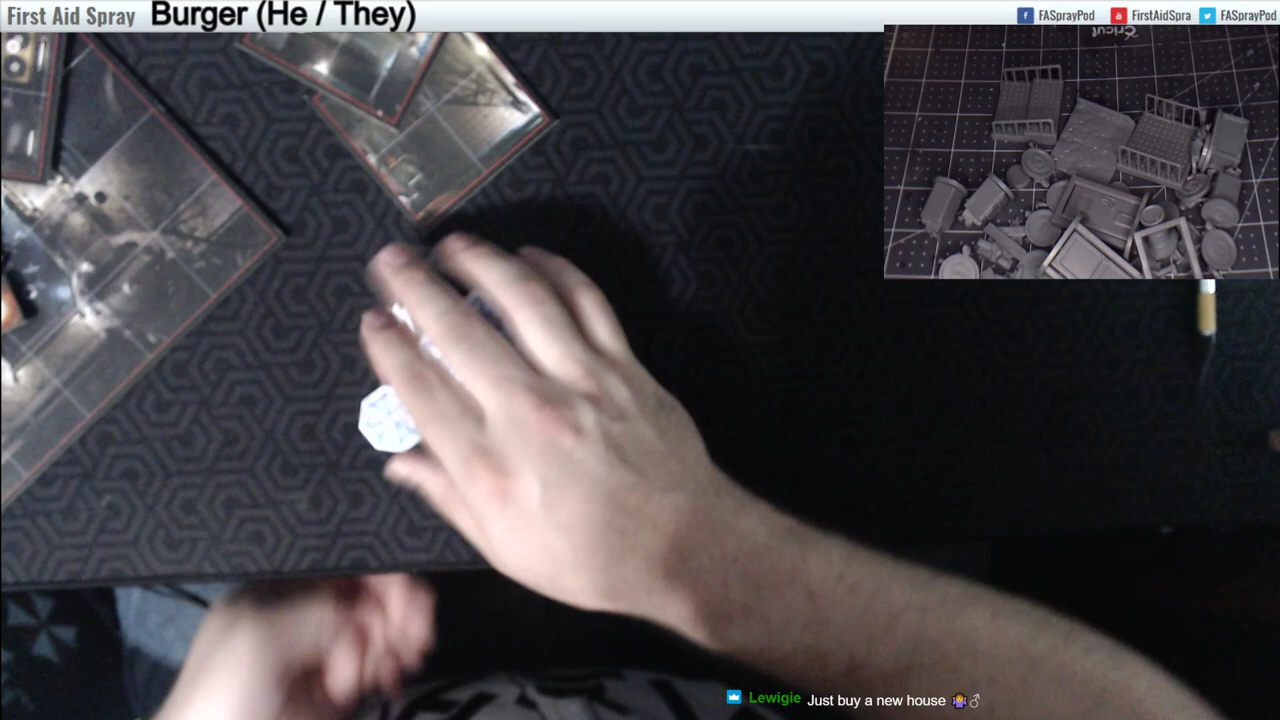 First Aid Spray Burger (He / They) FASprayPod FirstAidSpra FASprayPod
Cricut
Lewigie Just buy a new house 🤷‍♂